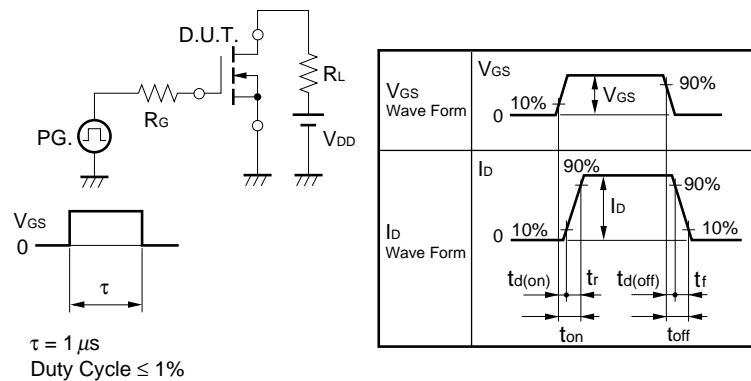 D.U.T.
RL
RG
PG.
VDD
VGS
0
τ
τ = 1 μs
Duty Cycle ≤ 1%
VGS
Wave Form
VGS
10%
0
VGS
90%
ID
Wave Form
ID
90%
90%
0
10%
ID
10%
td(on)
tr
td(off)
tf
ton
toff